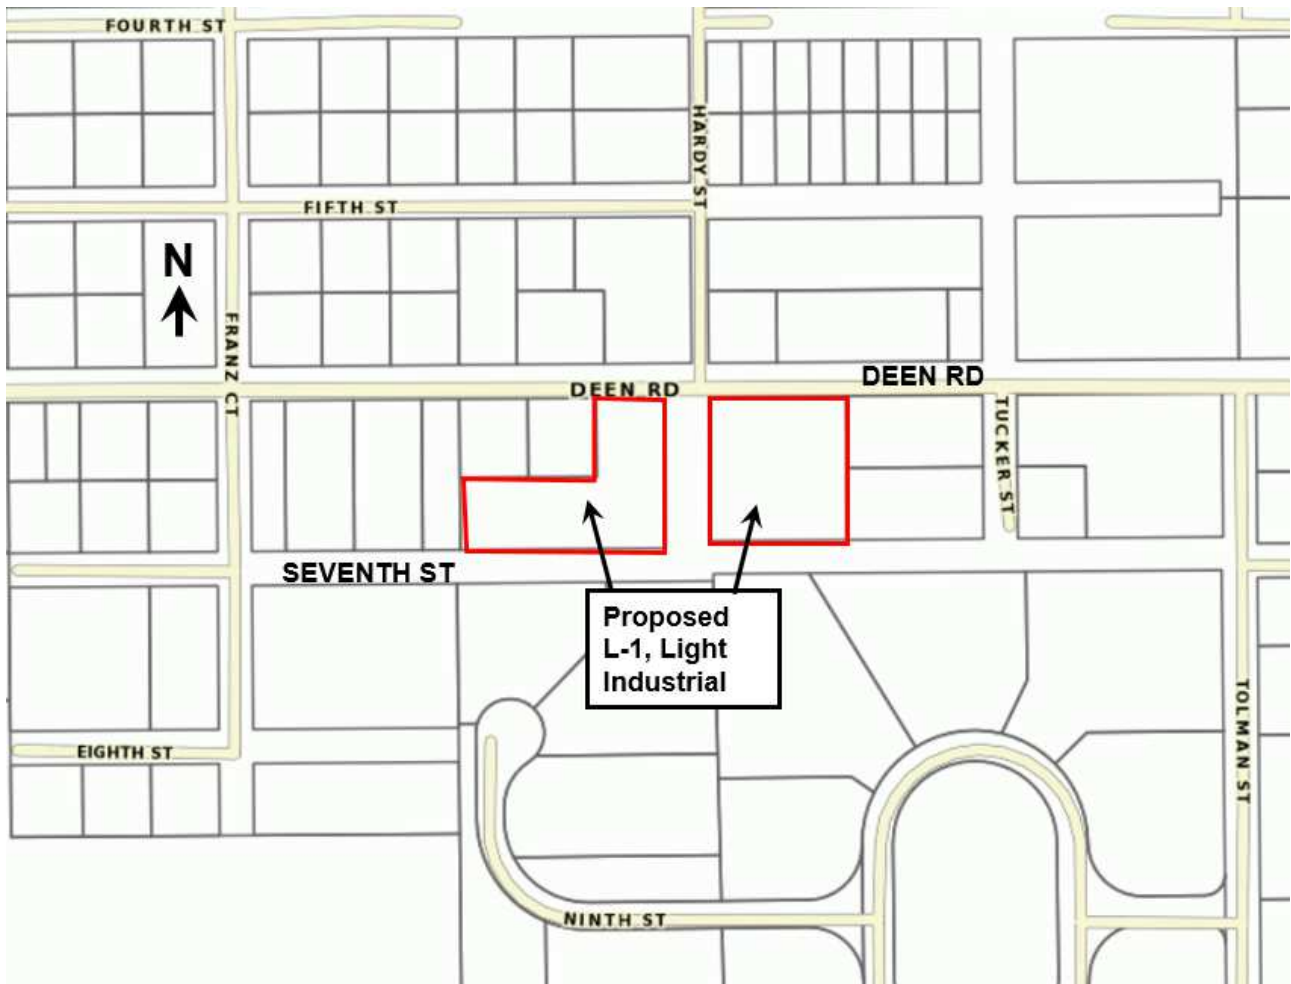 FOURTH ST
HARDY ST
FIFTH ST
N
FRANZ CT
DEEN RD
DEEN RD
TUCKER ST
SEVENTH ST
Proposed
L-1, Light
Industrial
TOLMAN ST
EIGHTH ST
NINTH ST